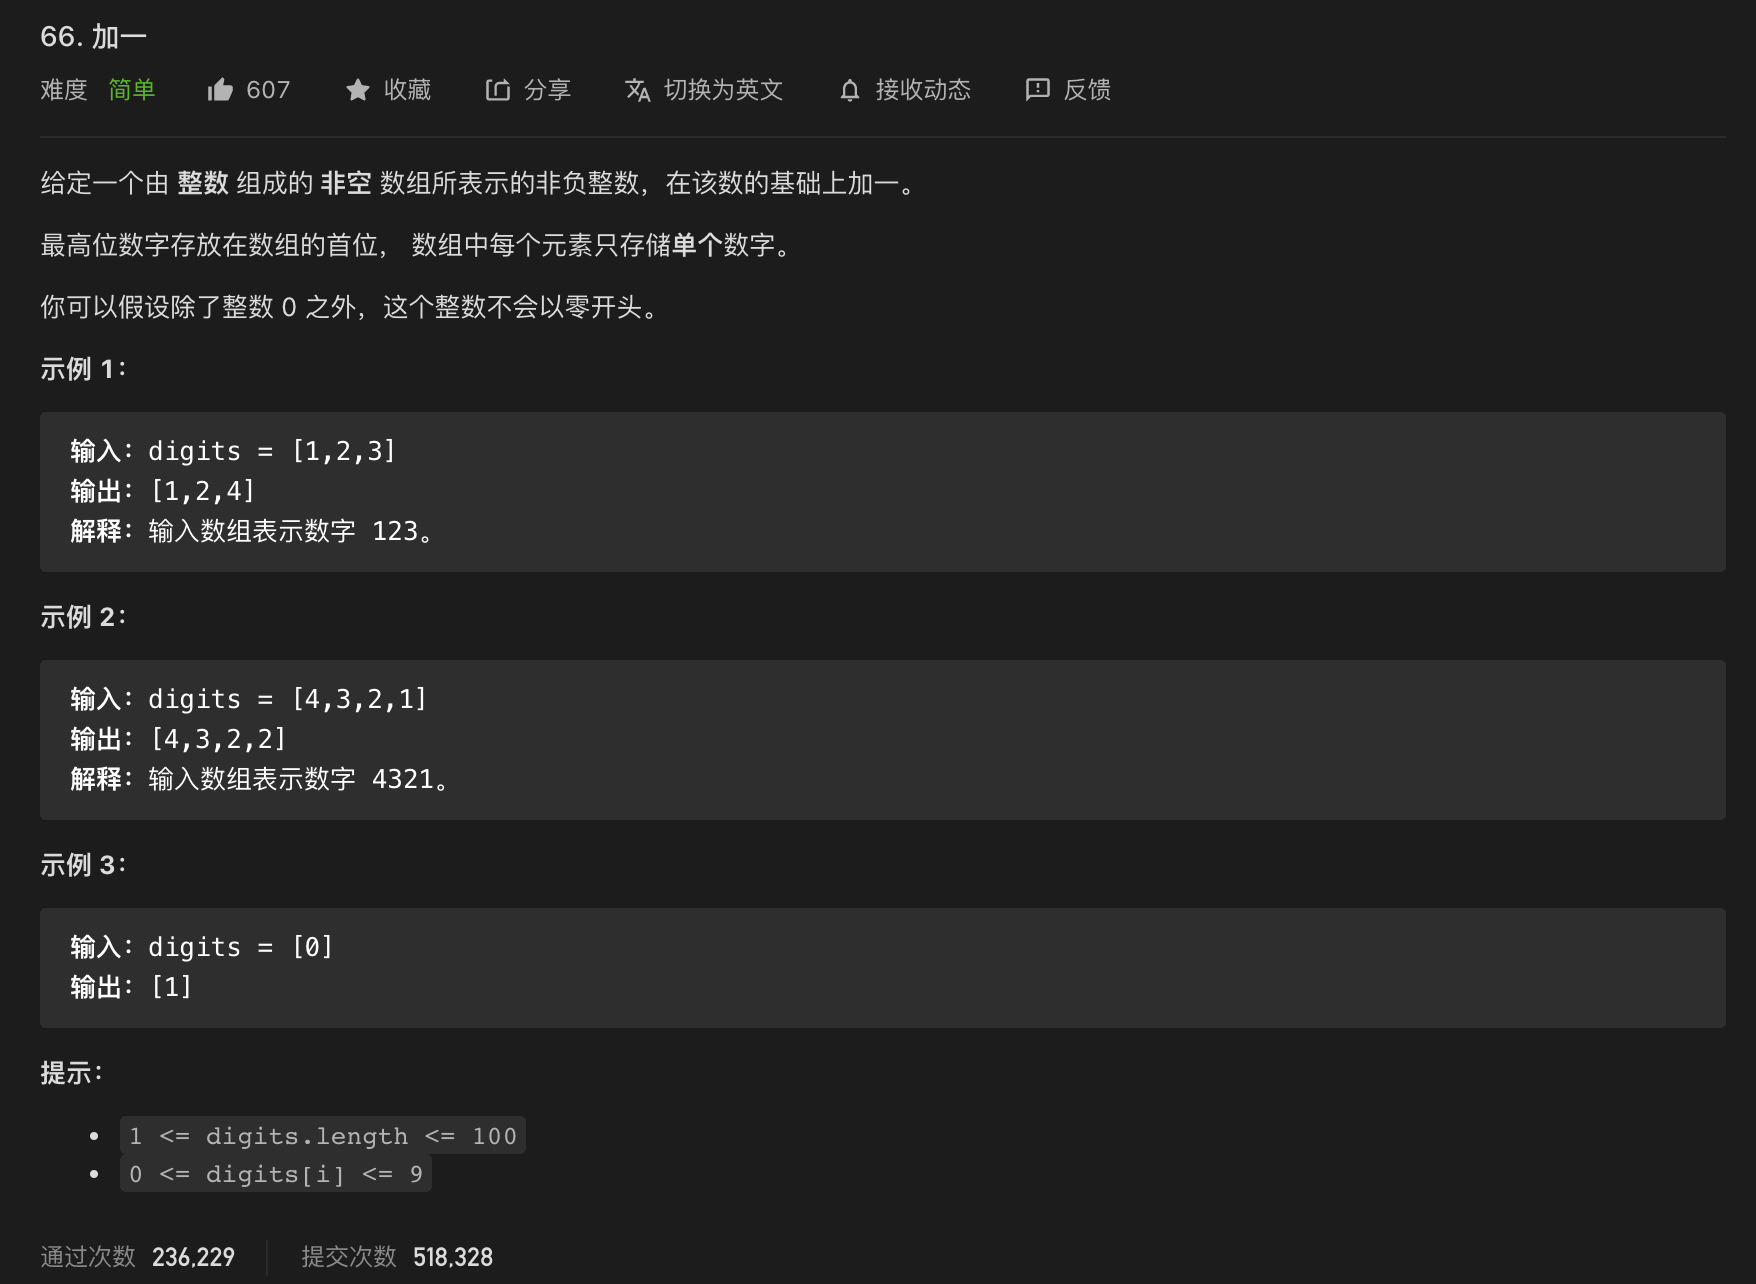 66. 加一
难度 简单 607 收藏 分享 切换为英文 接收动态 反馈
给定一个由 整数 组成的 非空 数组所表示的非负整数，在该数的基础上加一。
最高位数字存放在数组的首位， 数组中每个元素只存储单个数字。
你可以假设除了整数 0 之外，这个整数不会以零开头。
示例 1：
输入：digits = [1,2,3]
输出：[1,2,4]
解释：输入数组表示数字 123。
示例 2：
输入：digits = [4,3,2,1]
输出：[4,3,2,2]
解释：输入数组表示数字 4321。
示例 3：
输入：digits = [0]
输出：[1]
提示：
• 1 <= digits.length <= 100
• 0 <= digits[i] <= 9
通过次数 236,229 提交次数 518,328